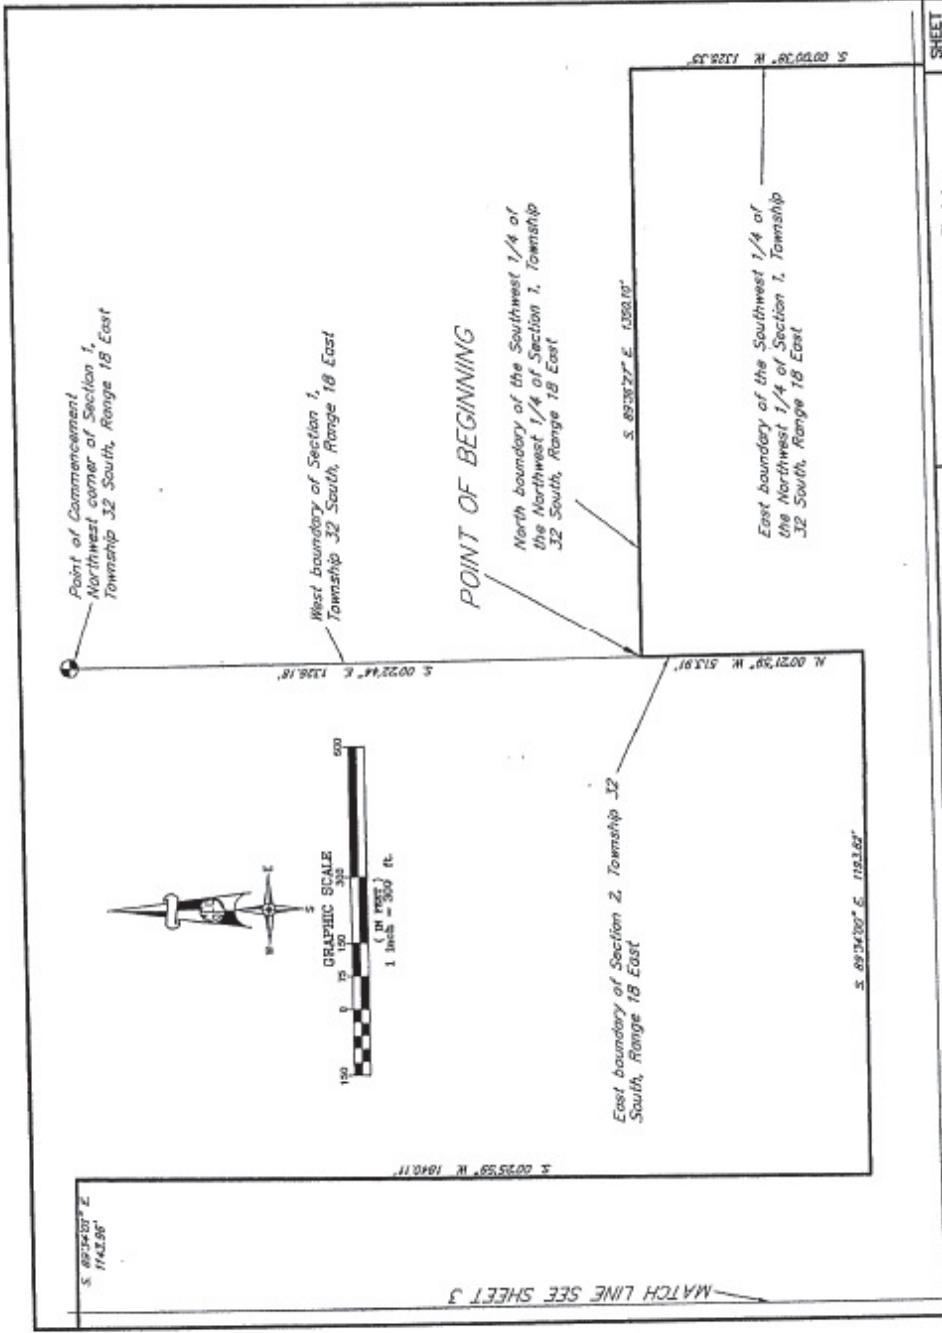 Point of Commencement
Northwest corner of Section 1,
Township 32 South, Range 18 East
West boundary of Section 1,
Township 32 South, Range 18 East
S. 00°22'44" E. 1326.18'
POINT OF BEGINNING
North boundary of the Southwest 1/4 of
the Northwest 1/4 of Section 1, Township
32 South, Range 18 East
S. 89°36'27" E. 1350.10'
S. 00°00'38" W.
East boundary of the Southwest 1/4 of
the Northwest 1/4 of Section 1, Township
32 South, Range 18 East
N. 00°21'59" W. 513.91'
East boundary of Section 2, Township 32
South, Range 18 East
S. 89°34'00" E. 1193.62'
S. 00°25'59" W. 1840.11'
S. 89°34'01" E.
1143.96'
MATCH LINE SEE SHEET 3
E
S
GRAPHIC SCALE
150 0 75 150 300 600
( IN FEET )
1 inch = 300 ft.
SHEET